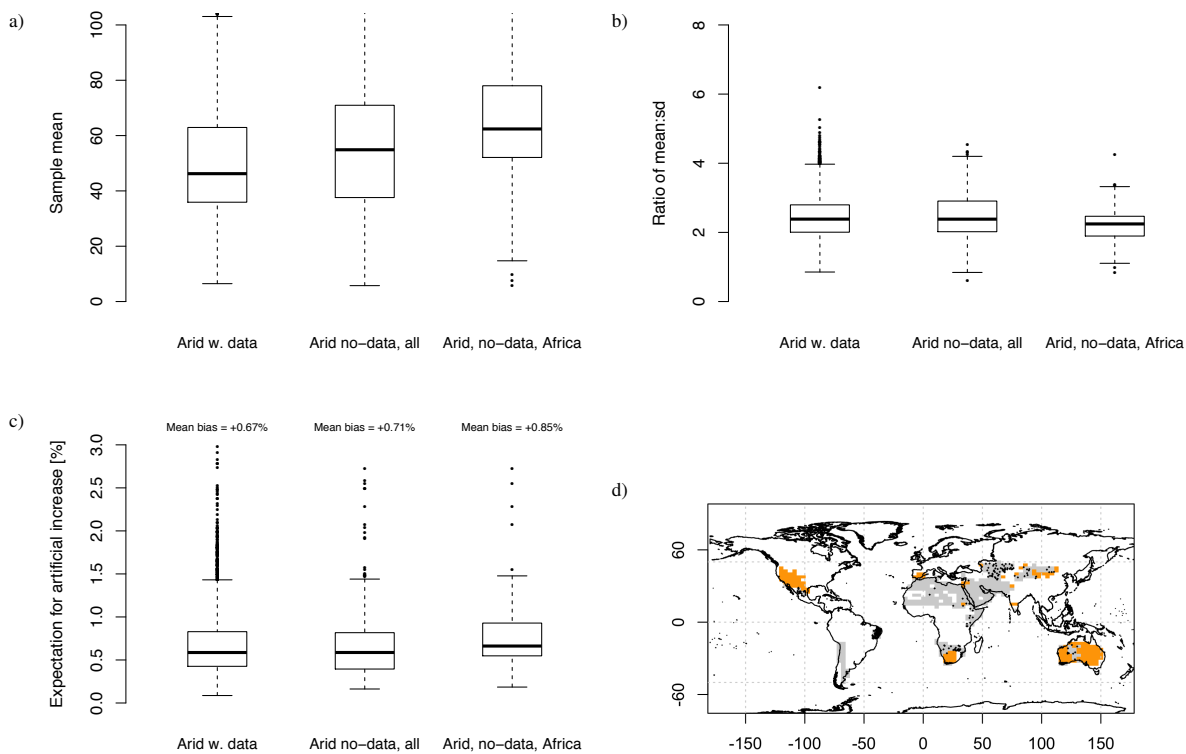 a)
100
80
60
40
20
0
Sample mean
Arid w. data
Arid no−data, all
Arid, no−data, Africa
b)
8
6
4
2
0
Ratio of mean:sd
Arid w. data
Arid no−data, all
Arid, no−data, Africa
c)
Mean bias = +0.67%
Mean bias = +0.71%
Mean bias = +0.85%
3.0
2.5
2.0
1.5
1.0
0.5
0.0
Expectation for artificial increase [%]
Arid w. data
Arid no−data, all
Arid, no−data, Africa
d)
60
0
-60
-150
-100
-50
0
50
100
150